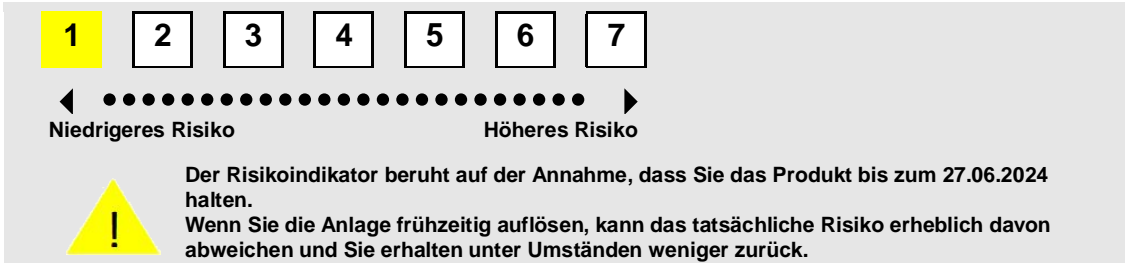 1 2 3 4 5 6 7
Niedrigeres Risiko Höheres Risiko
Der Risikoindikator beruht auf der Annahme, dass Sie das Produkt bis zum 27.06.2024
halten.
Wenn Sie die Anlage frühzeitig auflösen, kann das tatsächliche Risiko erheblich davon
abweichen und Sie erhalten unter Umständen weniger zurück.
!